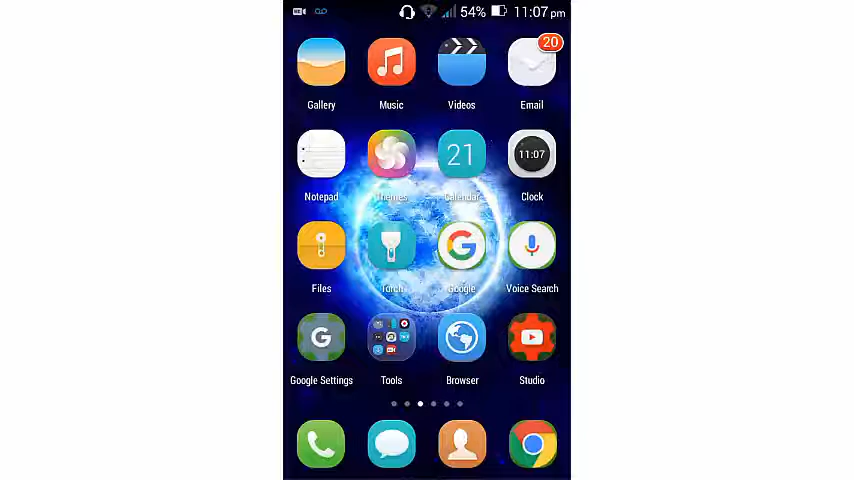 54% 11:07 pm
20
Gallery Music Videos Email
21 11:07
Notepad Themes Calendar Clock
Files Torch Google Voice Search
Google Settings Tools Browser Studio